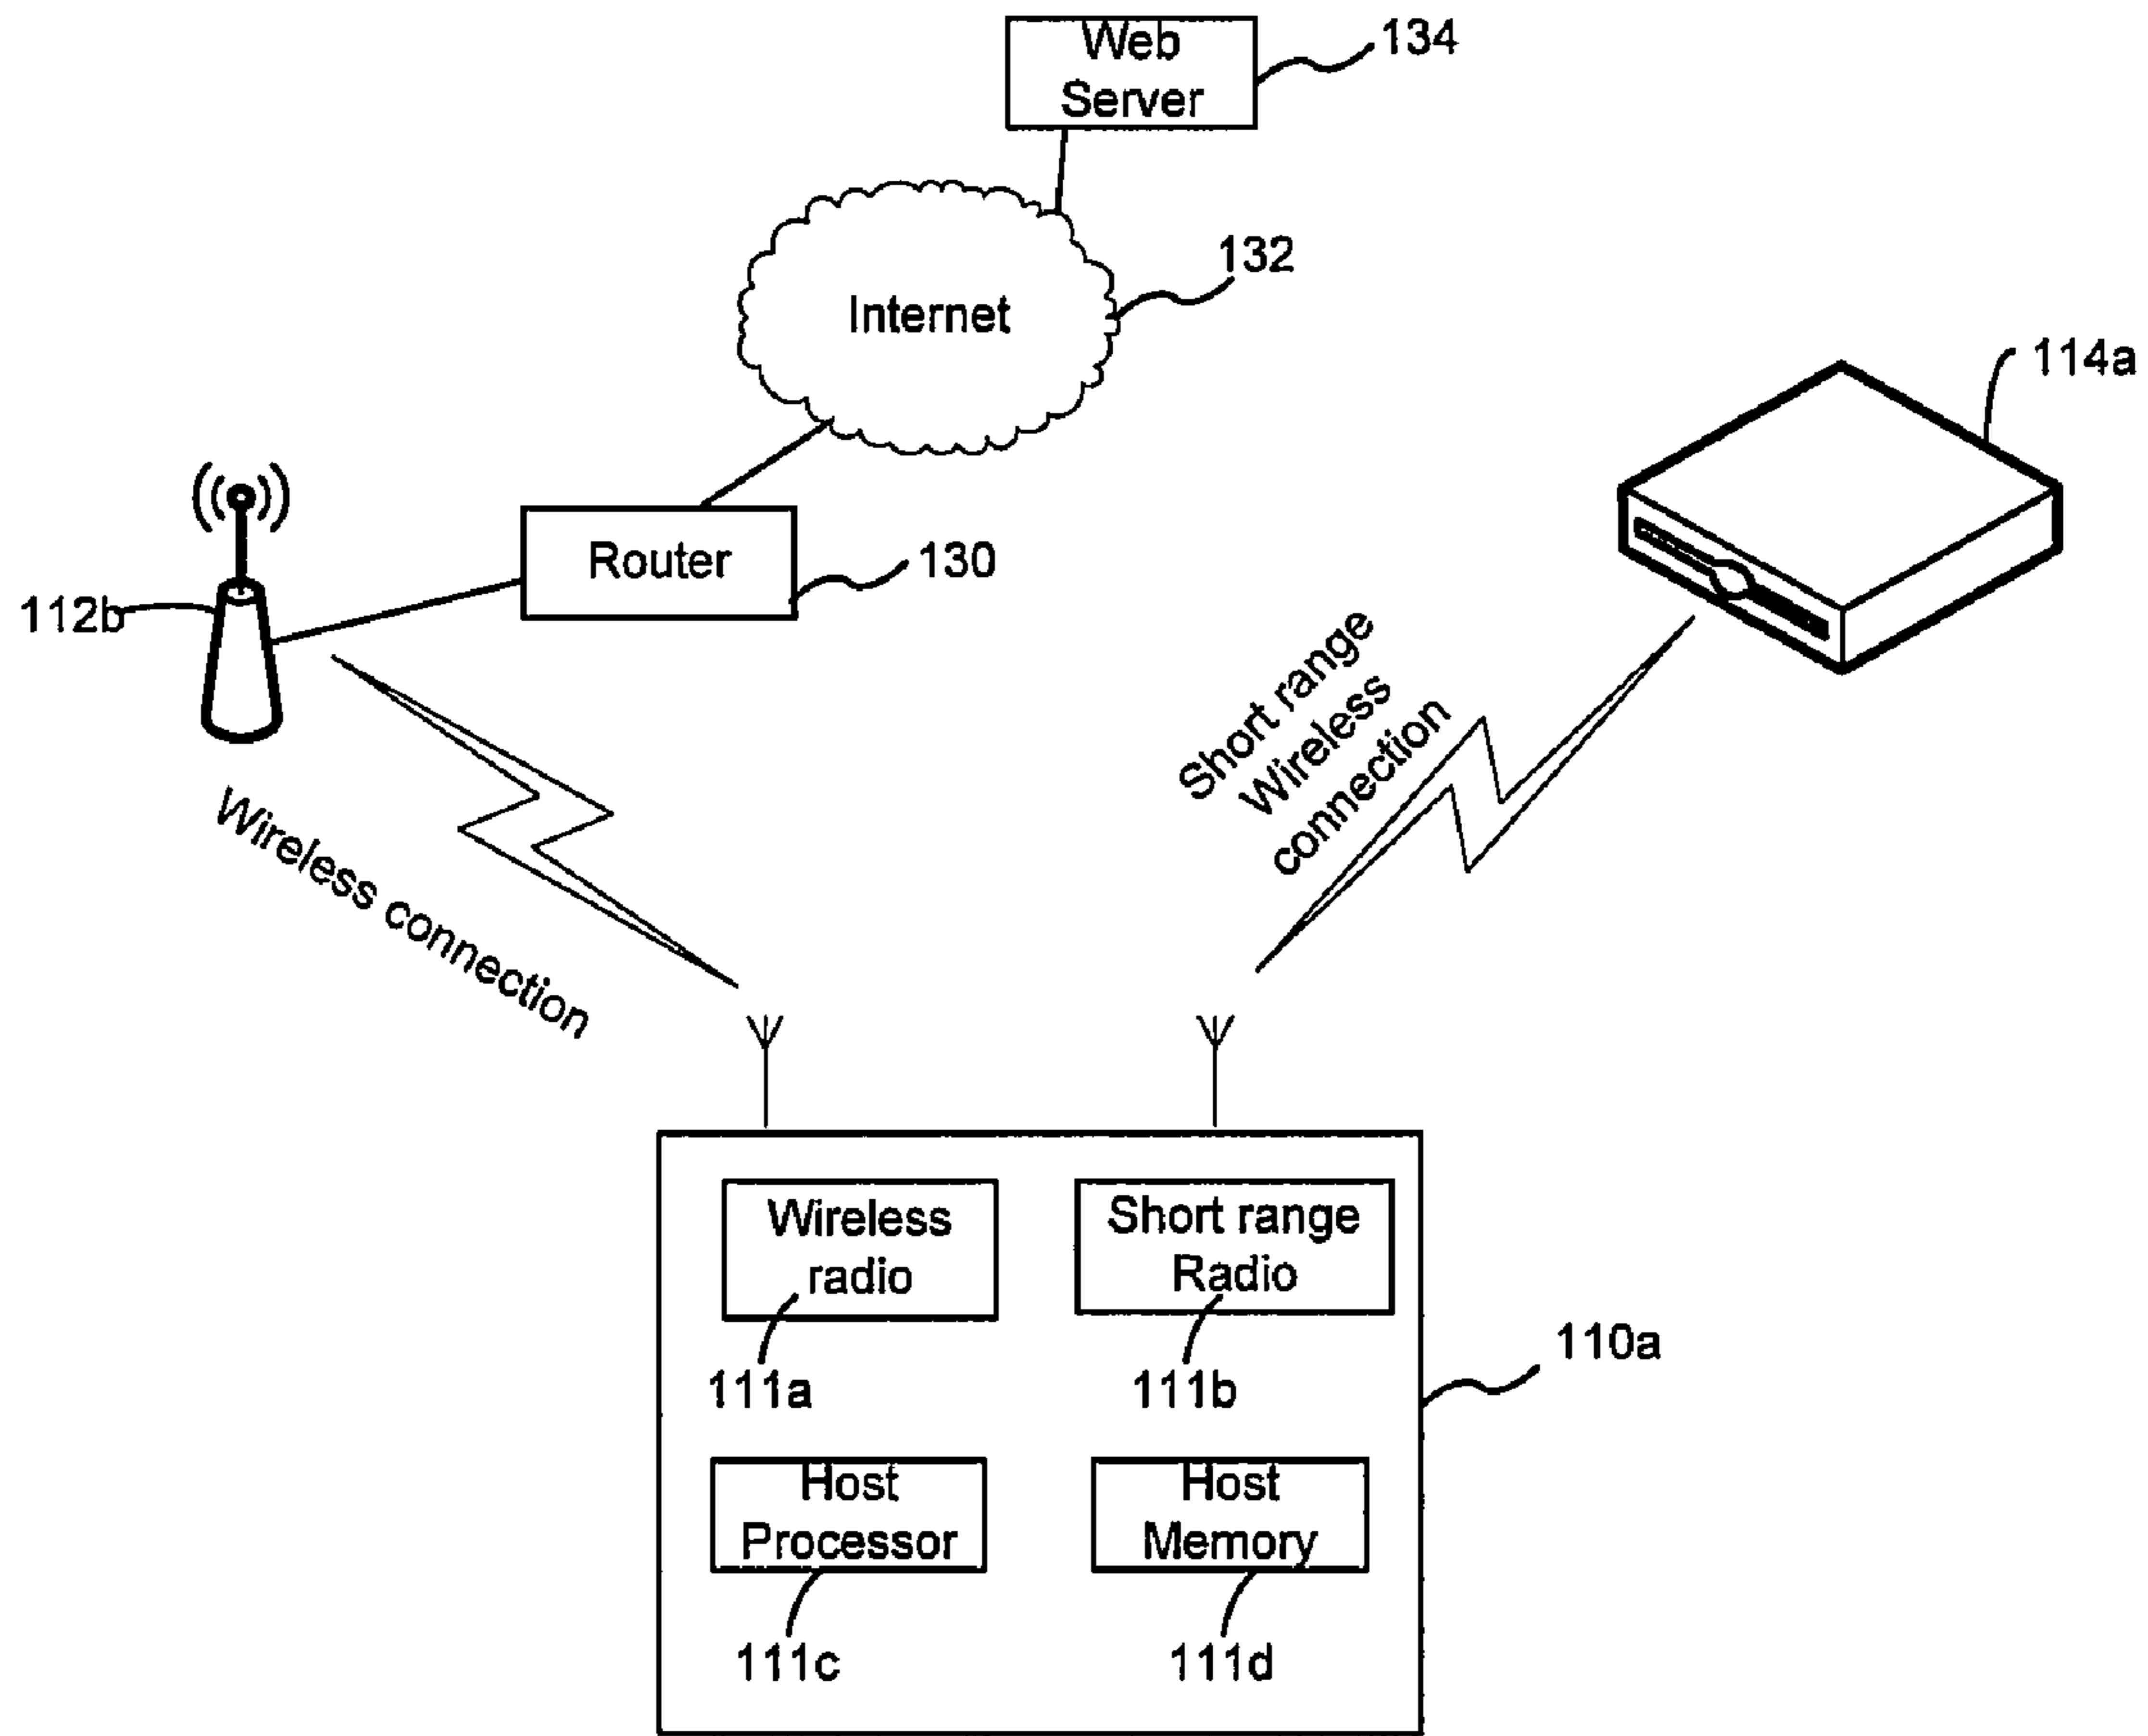 Web
Server
134
Internet
132
114a
Router
130
112b
Short range
Wireless
connection
Wireless connection
Wireless
radio
Short range
Radio
111a
111b
110a
Host
Processor
Host
Memory
111c
111d